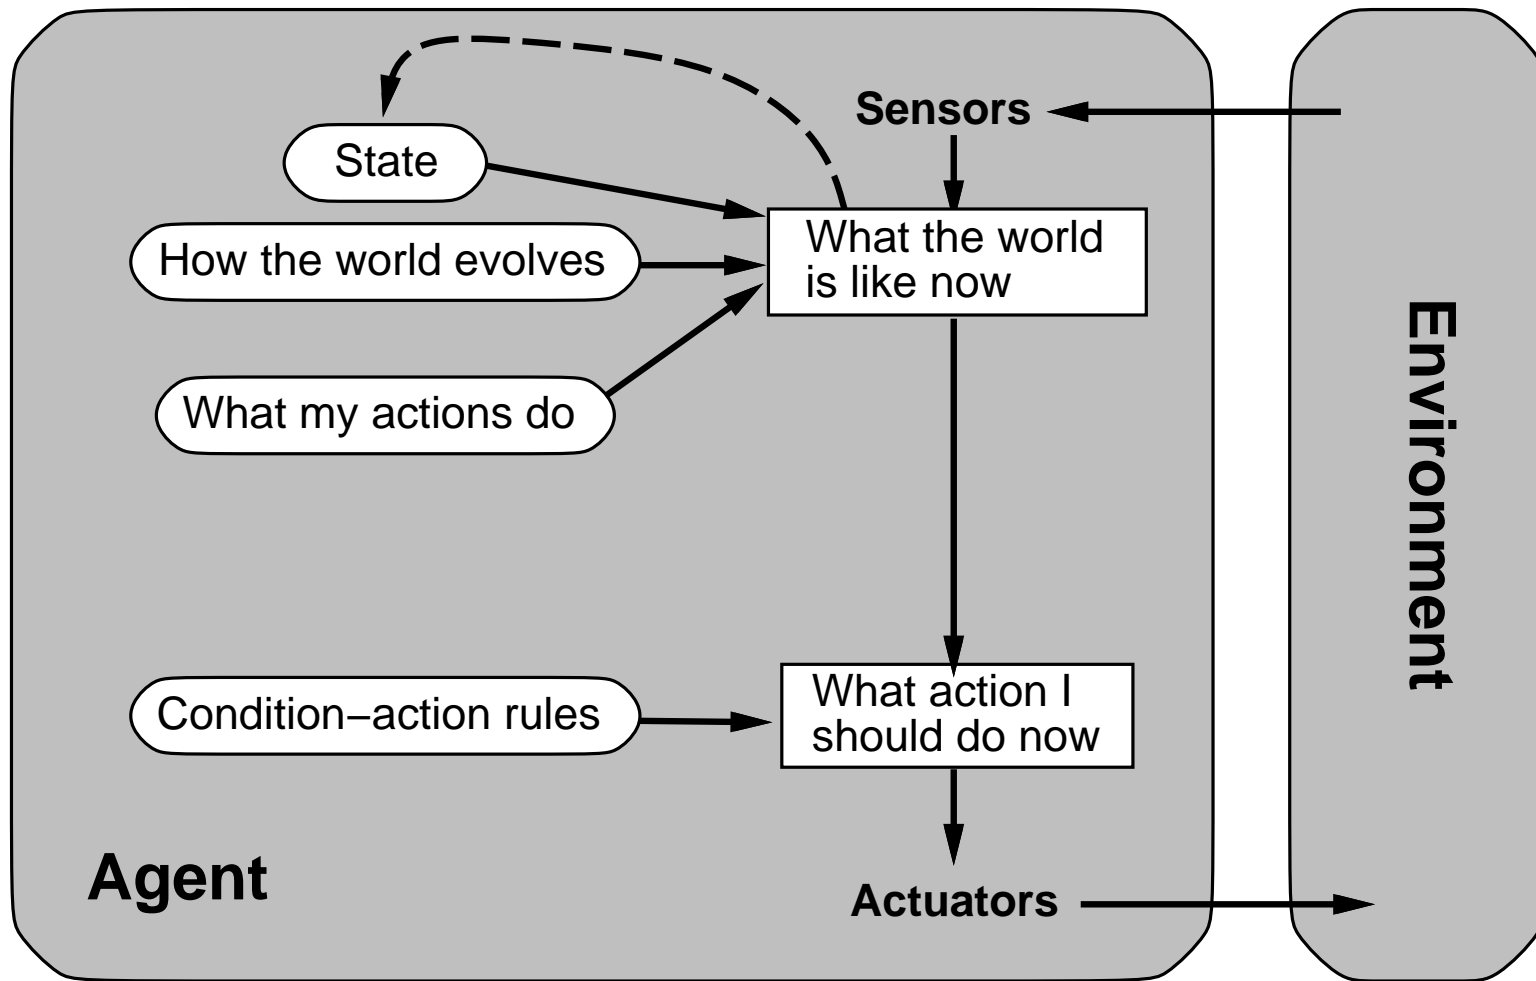 Sensors
State
What the world
is like now
How the world evolves
What my actions do
Environment
Condition–action rules
What action I
should do now
Agent
Actuators